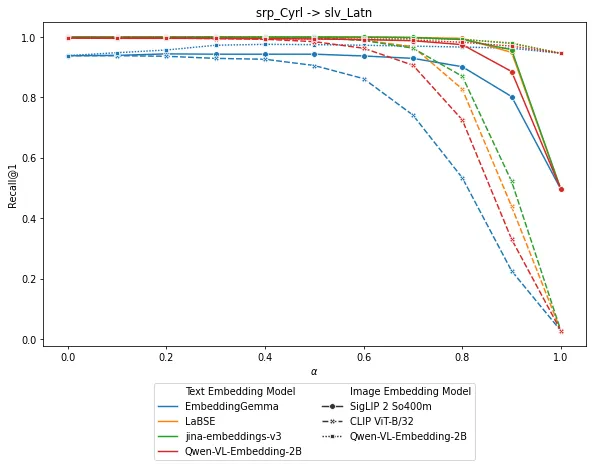 srp_Cyrl -> slv_Latn
Recall@1
1.0
0.8
0.6
0.4
0.2
0.0
0.0 0.2 0.4 0.6 0.8 1.0
α
Text Embedding Model Image Embedding Model
EmbeddingGemma SigLIP 2 So400m
LaBSE CLIP ViT-B/32
jina-embeddings-v3 Qwen-VL-Embedding-2B
Qwen-VL-Embedding-2B